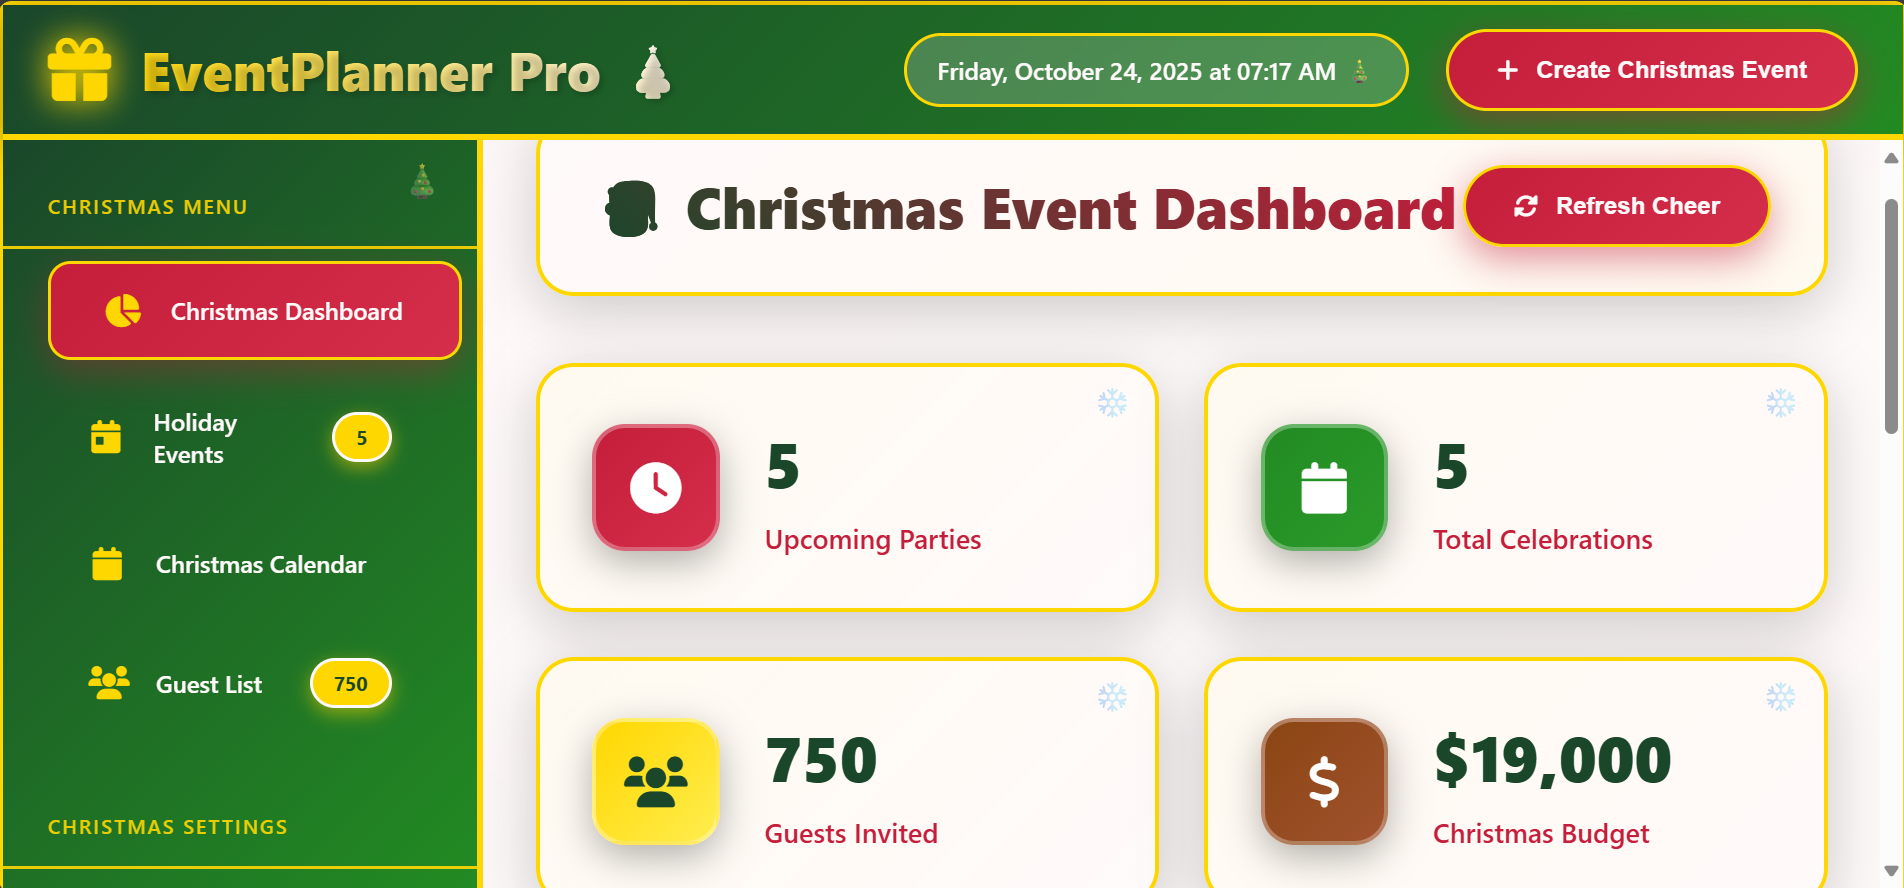 EventPlanner Pro
Friday, October 24, 2025 at 07:17 AM
Create Christmas Event
CHRISTMAS MENU
Christmas Dashboard
Holiday
Events
5
Christmas Calendar
Guest List
750
CHRISTMAS SETTINGS
Christmas Event Dashboard
Refresh Cheer
5
Upcoming Parties
5
Total Celebrations
750
Guests Invited
$19,000
Christmas Budget